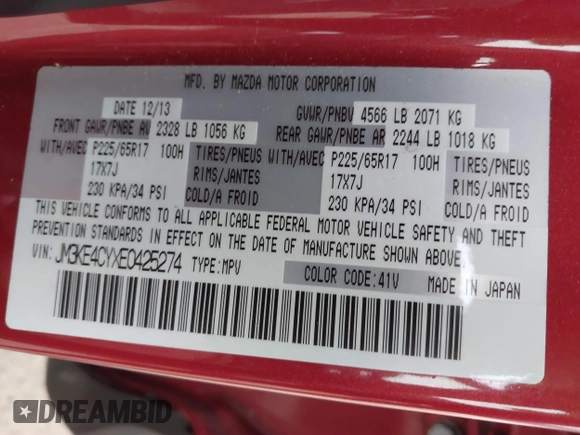 MFD. BY MAZDA MOTOR CORPORATION
DATE 12/13 GVWR/PNBV 4566 LB 2071 KG
FRONT GAWR/PNBE AV 2328 LB 1056 KG REAR GAWR/PNBE AR 2244 LB 1018 KG
WITH/AVEC P225/65R17 100H TIRES/PNEUS WITH/AVEC P225/65R17 100H TIRES/PNEUS
17X7J RIMS/JANTES 17X7J RIMS/JANTES
230 KPA/34 PSI COLD/A FROID 230 KPA/34 PSI COLD/A FROID
THIS VEHICLE CONFORMS TO ALL APPLICABLE FEDERAL MOTOR VEHICLE SAFETY AND THEFT
PREVENTION STANDARDS IN EFFECT ON THE DATE OF MANUFACTURE SHOWN ABOVE.
VIN: JM3KE4CYXE0425274 TYPE:MPV COLOR CODE:41V MADE IN JAPAN
DREAMBID